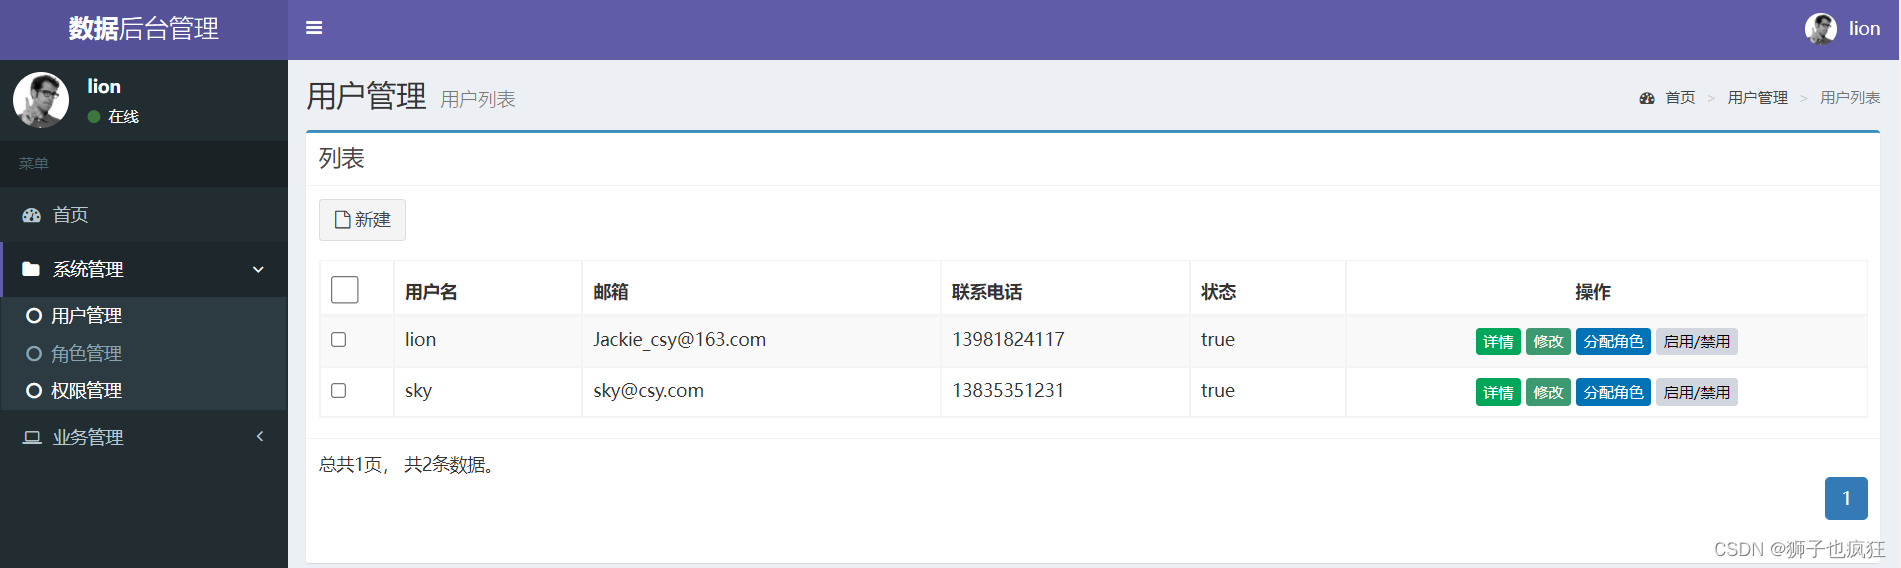 数据后台管理
lion
lion
在线
菜单
首页
系统管理
用户管理
角色管理
权限管理
业务管理
用户管理 用户列表
首页 > 用户管理 > 用户列表
列表
新建
用户名 邮箱 联系电话 状态 操作
lion Jackie_csy@163.com 13981824117 true 详情 修改 分配角色 启用/禁用
sky sky@csy.com 13835351231 true 详情 修改 分配角色 启用/禁用
总共1页， 共2条数据。
1
CSDN @狮子也疯狂